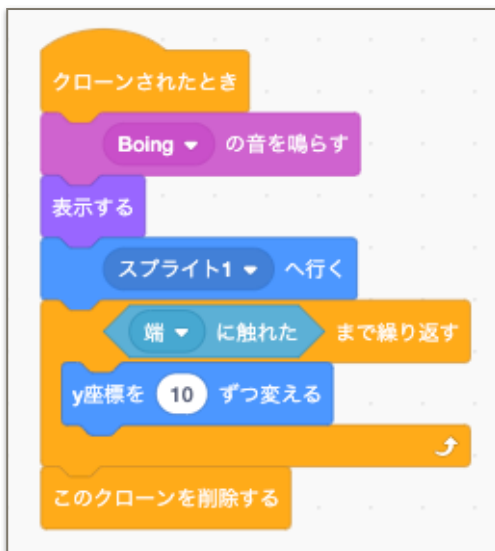 クローンされたとき
Boing の音を鳴らす
表示する
スプライト1 へ行く
端 に触れた まで繰り返す
y座標を 10 ずつ変える
このクローンを削除する